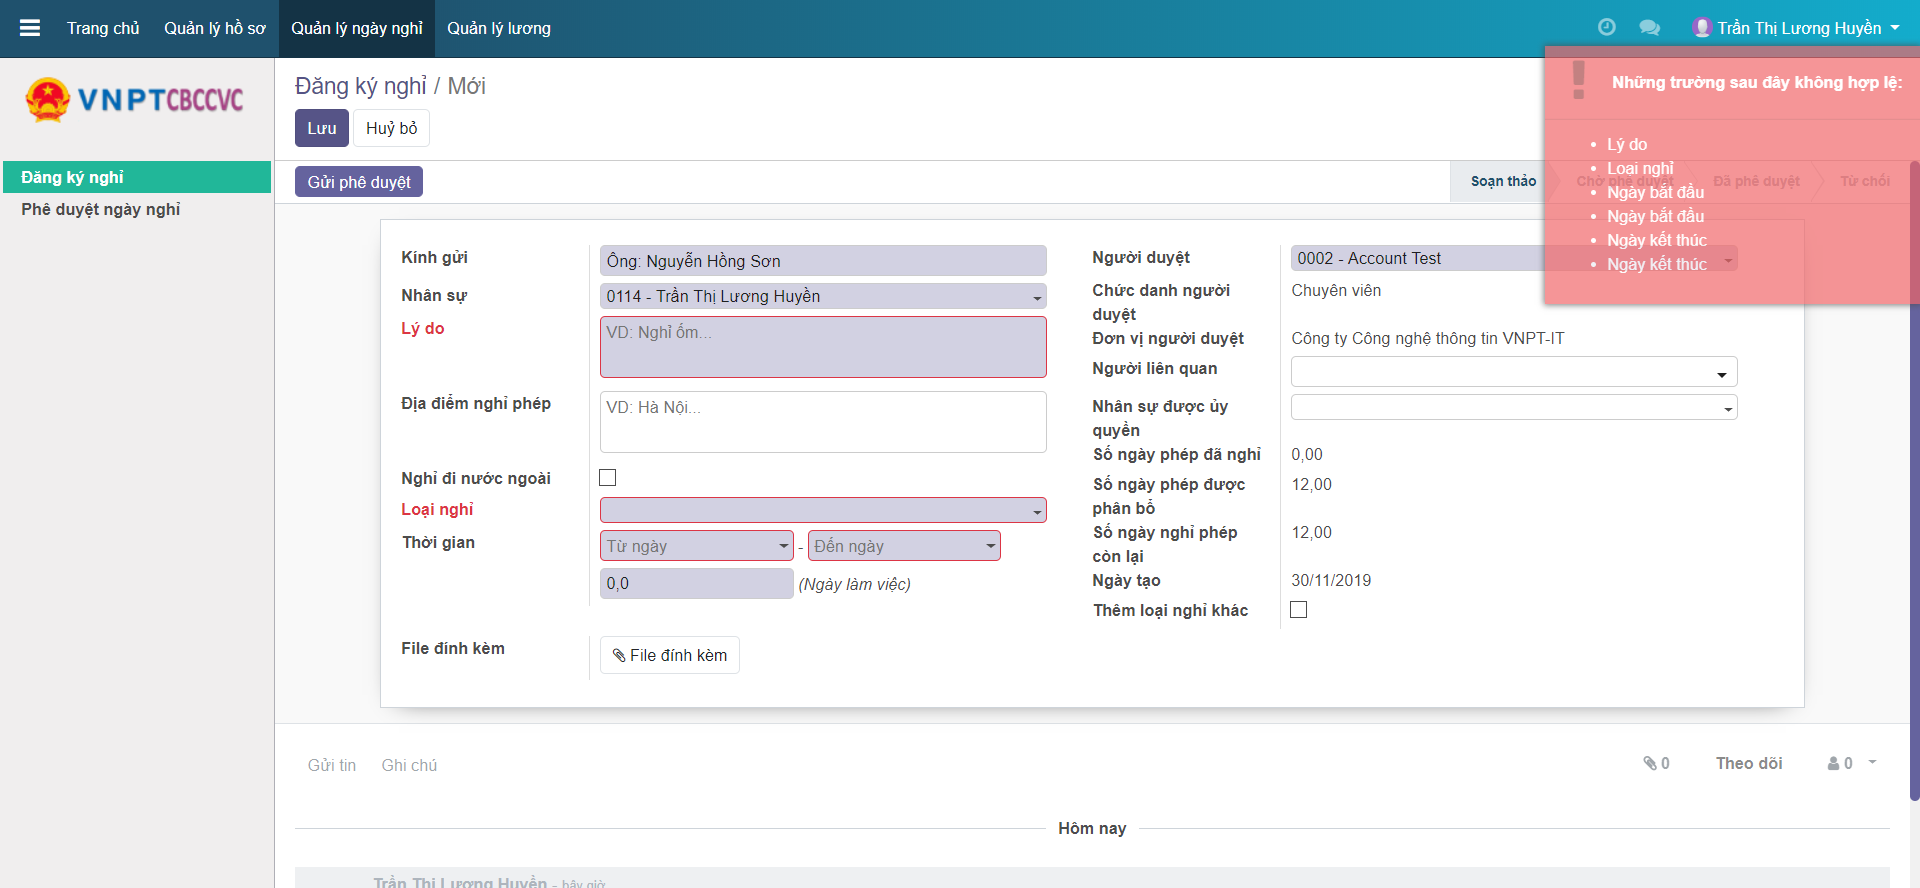 Trang chủ
Quản lý hồ sơ
Quản lý ngày nghỉ
Quản lý lương
Trần Thị Lương Huyền
VNPTCBCCVC
Đăng ký nghỉ
Phê duyệt ngày nghỉ
Đăng ký nghỉ / Mới
Lưu
Huỷ bỏ
Gửi phê duyệt
Soạn thảo
Chờ phê duyệt
Đã phê duyệt
Từ chối
Những trường sau đây không hợp lệ:
Lý do
Loại nghỉ
Ngày bắt đầu
Ngày bắt đầu
Ngày kết thúc
Ngày kết thúc
Kính gửi
Ông: Nguyễn Hồng Sơn
Nhân sự
0114 - Trần Thị Lương Huyền
Lý do
VD: Nghỉ ốm...
Địa điểm nghỉ phép
VD: Hà Nội...
Nghỉ đi nước ngoài
Loại nghỉ
Thời gian
Từ ngày - Đến ngày
0,0 (Ngày làm việc)
File đính kèm
File đính kèm
Người duyệt
0002 - Account Test
Chức danh người
duyệt
Chuyên viên
Đơn vị người duyệt
Công ty Công nghệ thông tin VNPT-IT
Người liên quan
Nhân sự được ủy
quyền
Số ngày phép đã nghỉ
0,00
Số ngày phép được
phân bổ
12,00
Số ngày nghỉ phép
còn lại
12,00
Ngày tạo
30/11/2019
Thêm loại nghỉ khác
Gửi tin
Ghi chú
0
Theo dõi
0
Hôm nay
Trần Thị Lương Huyền - bây giờ